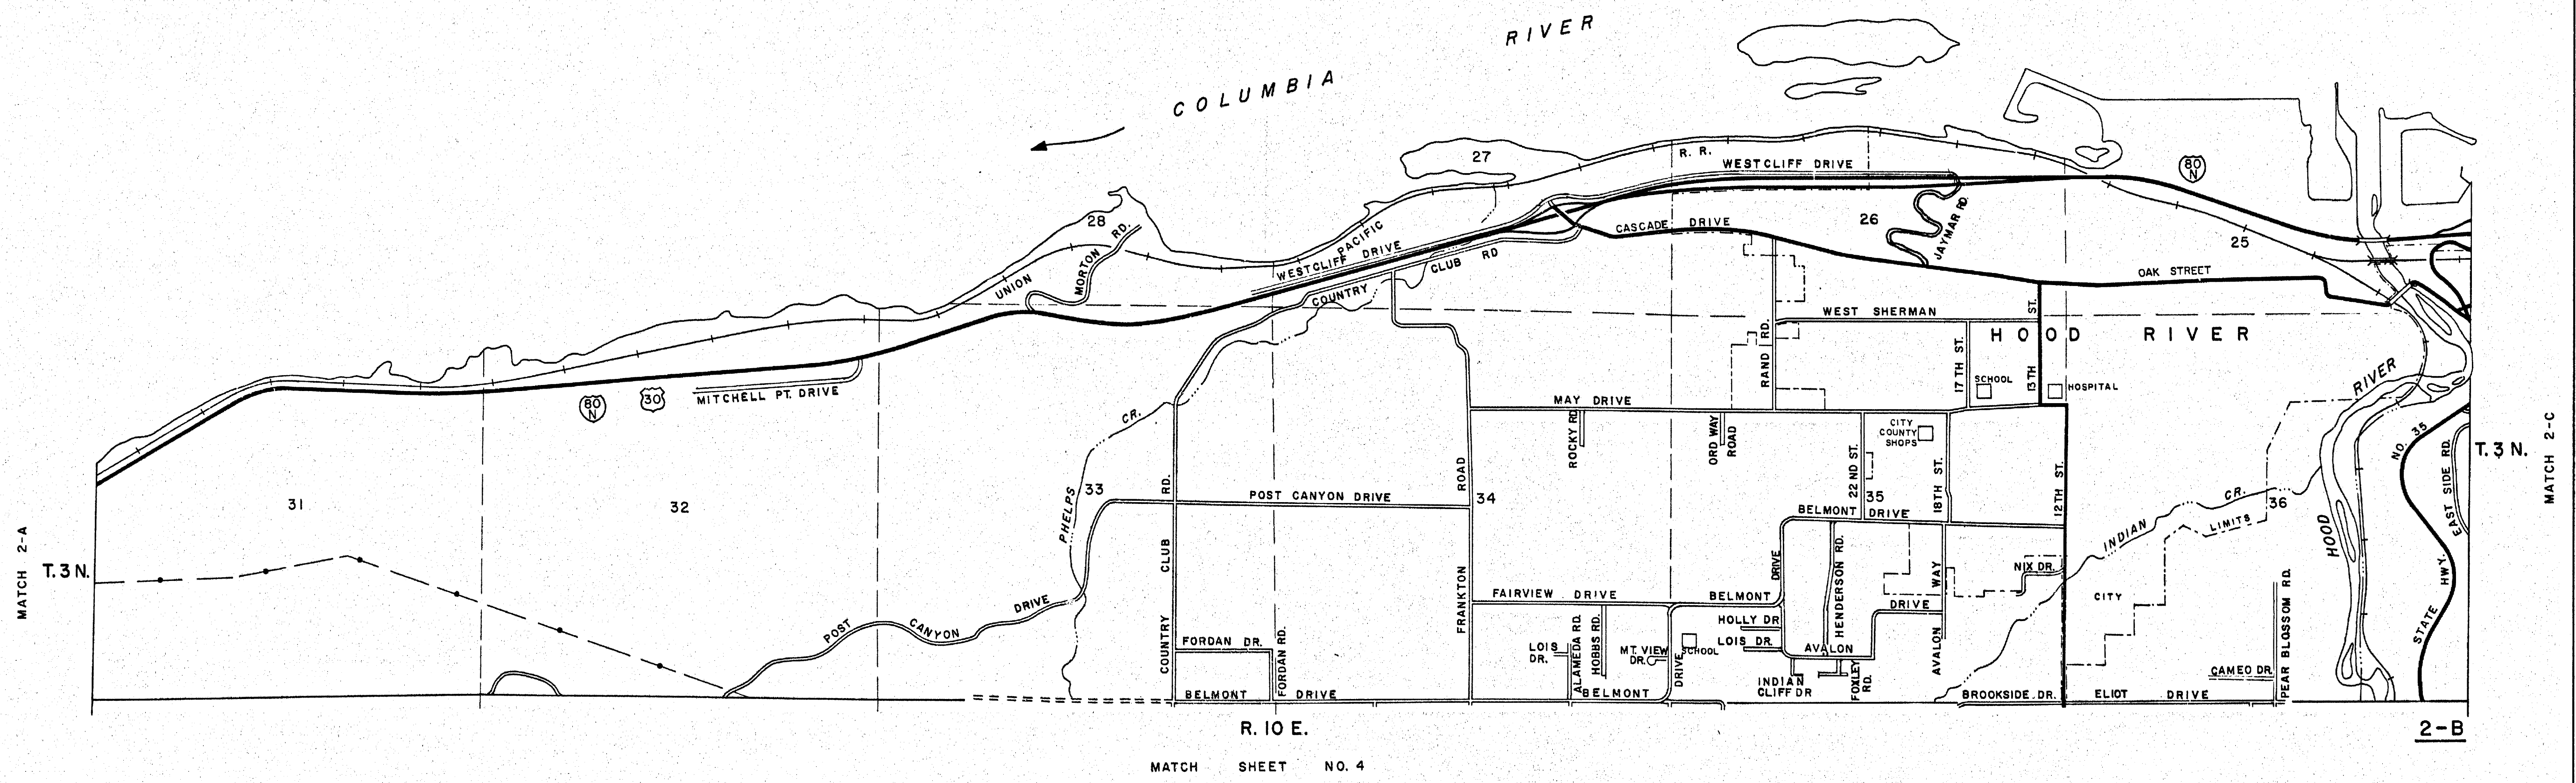 COLUMBIA RIVER
27
R. R.
WESTCLIFF DRIVE
80
N
28
MORTON RD.
UNION
PACIFIC
WESTCLIFF DRIVE
CLUB RD
COUNTRY
CASCADE DRIVE
26
JAYMAR RD.
25
OAK STREET
WEST SHERMAN
ST.
HOOD RIVER
RAND RD.
17TH ST.
SCHOOL
13TH
HOSPITAL
RIVER
80
N
30
MITCHELL PT. DRIVE
MAY DRIVE
CR.
ROCKY RD.
ORDWAY
ROAD
CITY
COUNTY
SHOPS
22ND ST.
18TH ST.
12TH ST.
NO. 35
EAST SIDE RD.
T.3N.
MATCH 2-C
31
32
PHELPS
33
RD.
POST CANYON DRIVE
ROAD
34
35
BELMONT DRIVE
INDIAN
CR.
LIMITS
36
HOOD
MATCH 2-A
T.3N.
CLUB
DRIVE
HENDERSON RD.
WAY
NIX DR.
CITY
HWY.
POST CANYON DRIVE
FRANKTON
FAIRVIEW DRIVE
BELMONT
DRIVE
HOLLY DR
LOIS DR.
AVALON
AVALON
PEAR BLOSSOM RD.
STATE
COUNTRY
FORDAN DR.
FORDAN RD.
LOIS
DR.
ALAMEDA RD.
HOBBS RD.
MT. VIEW
DR.
SCHOOL
DRIVE
INDIAN
CLIFF DR
FOXLEY
RD.
CAMEO DR.
BELMONT DRIVE
BELMONT
BROOKSIDE DR.
ELIOT DRIVE
R. 10 E.
2-B
MATCH SHEET NO. 4